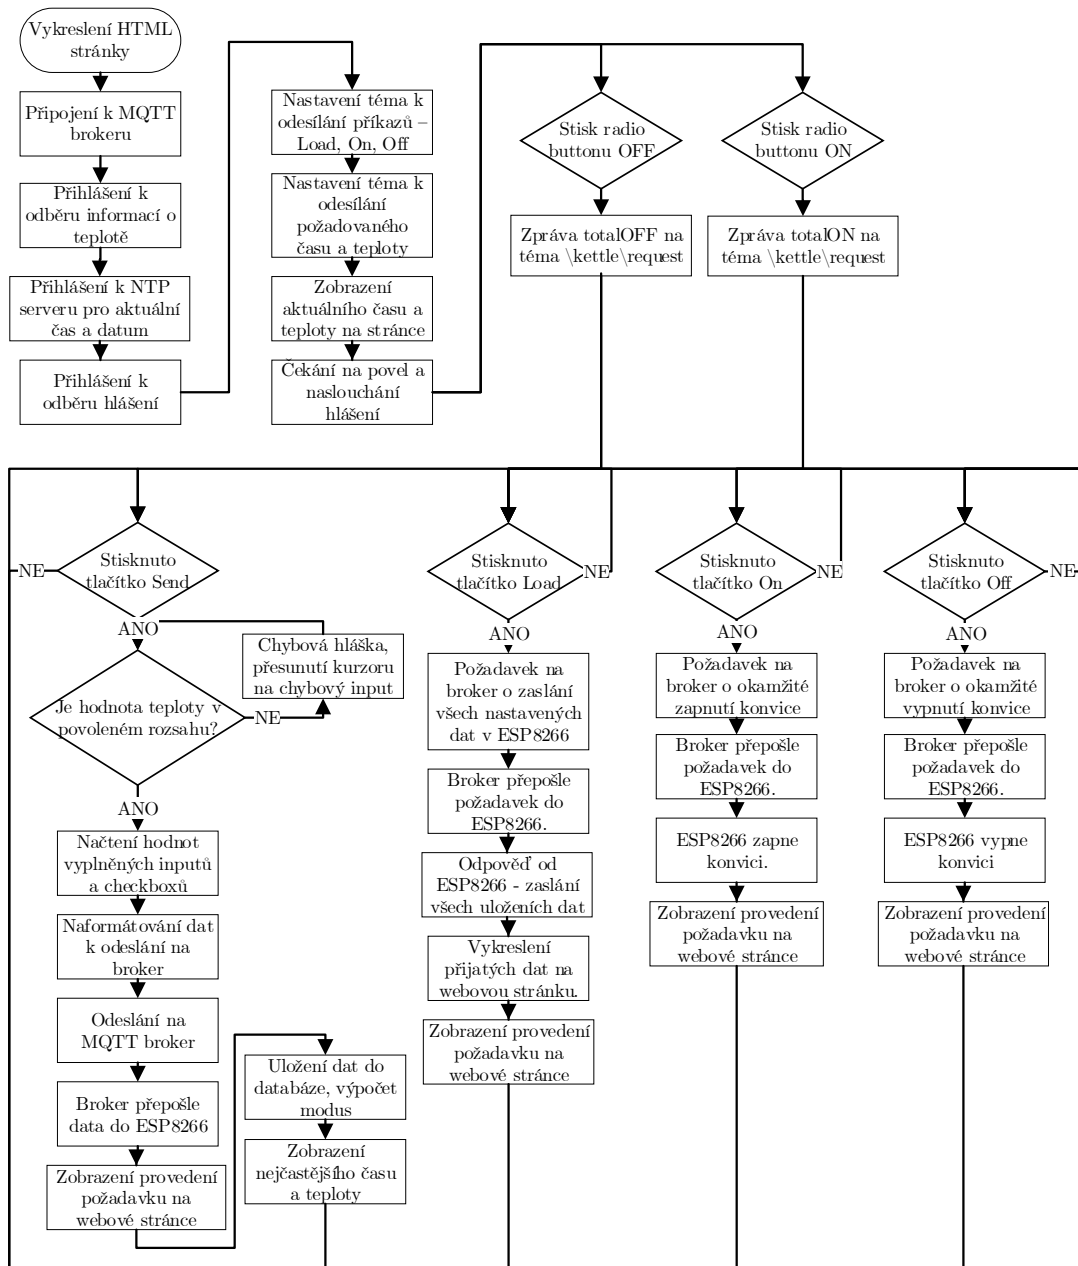 Vykreslení HTML
stránky
Připojení k MQTT
brokeru
Přihlášení k
odběru informací o
teplotě
Přihlášení k NTP
serveru pro aktuální
čas a datum
Přihlášení k
odběru hlášení
Nastavení téma k
odesílání příkazů –
Load, On, Off
Nastavení téma k
odesílání
požadovaného
času a teploty
Zobrazení
aktuálního času a
teploty na stránce
Čekání na povel a
naslouchání
hlášení
Stisk radio
buttonu OFF
Zpráva totalOFF na
téma \kettle\request
Stisk radio
buttonu ON
Zpráva totalON na
téma \kettle\request
Stisknuto
tlačítko Send
NE
ANO
Je hodnota teploty v
povoleném rozsahu?
NE
Chybová hláška,
přesunutí kurzoru
na chybový input
ANO
Načtení hodnot
vyplněných inputů
a checkboxů
Naformátování dat
k odeslání na
broker
Odeslání na
MQTT broker
Broker přepošle
data do ESP8266
Zobrazení provedení
požadavku na
webové stránce
Uložení dat do
databáze, výpočet
modus
Zobrazení
nejčastějšího času
a teploty
Stisknuto
tlačítko Load
NE
ANO
Požadavek na
broker o zaslání
všech nastavených
dat v ESP8266
Broker přepošle
požadavek do
ESP8266.
Odpověď od
ESP8266 - zaslání
všech uloženích dat
Vykreslení
přijatých dat na
webovou stránku.
Zobrazení provedení
požadavku na
webové stránce
Stisknuto
tlačítko On
NE
ANO
Požadavek na
broker o okamžité
zapnutí konvice
Broker přepošle
požadavek do
ESP8266.
ESP8266 zapne
konvici.
Zobrazení provedení
požadavku na
webové stránce
Stisknuto
tlačítko Off
NE
ANO
Požadavek na
broker o okamžité
vypnutí konvice
Broker přepošle
požadavek do
ESP8266.
ESP8266 vypne
konvici
Zobrazení provedení
požadavku na
webové stránce